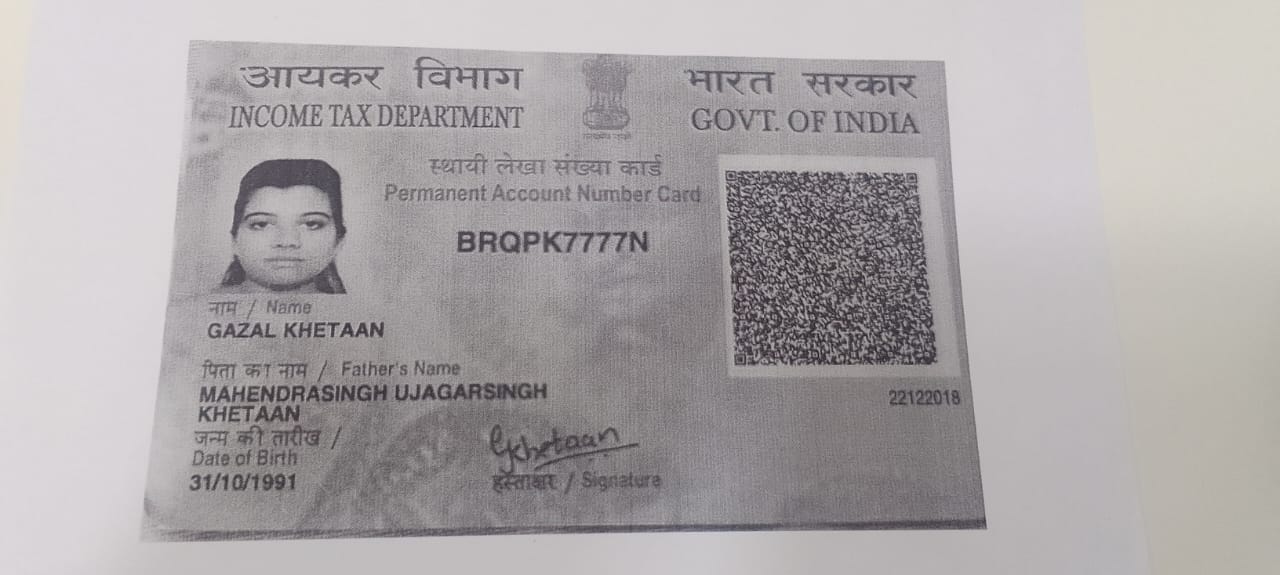 आयकर विभाग
INCOME TAX DEPARTMENT
भारत सरकार
GOVT. OF INDIA
स्थायी लेखा संख्या कार्ड
Permanent Account Number Card
BRQPK7777N
नाम / Name
GAZAL KHETAAN
पिता का नाम / Father's Name
MAHENDRASINGH UJAGARSINGH
KHETAAN
जन्म की तारीख /
Date of Birth
31/10/1991
GKhetaan
हस्ताक्षर / Signature
22122018